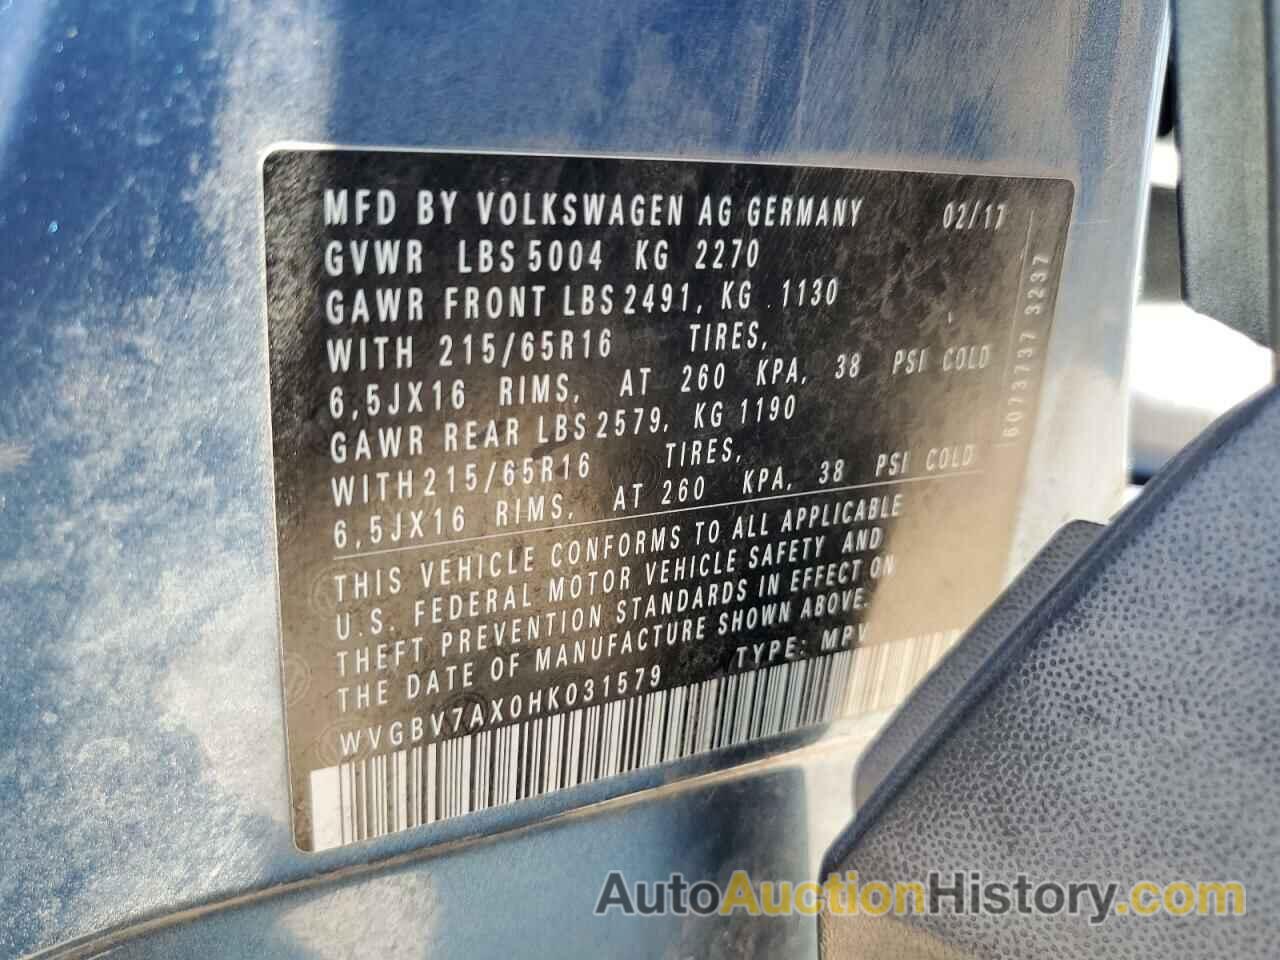 MFD BY VOLKSWAGEN AG GERMANY 02/17
GVWR LBS 5004 KG 2270
GAWR FRONT LBS 2491, KG 1130
WITH 215/65R16 TIRES,
6,5JX16 RIMS, AT 260 KPA, 38 PSI COLD
GAWR REAR LBS 2579, KG 1190
WITH 215/65R16 TIRES,
6,5JX16 RIMS, AT 260 KPA, 38 PSI COLD
THIS VEHICLE CONFORMS TO ALL APPLICABLE
U.S. FEDERAL MOTOR VEHICLE SAFETY AND
THEFT PREVENTION STANDARDS IN EFFECT ON
THE DATE OF MANUFACTURE SHOWN ABOVE.
WVGBV7AX0HK031579 TYPE: MPV
6073737 3237
AutoAuctionHistory.com